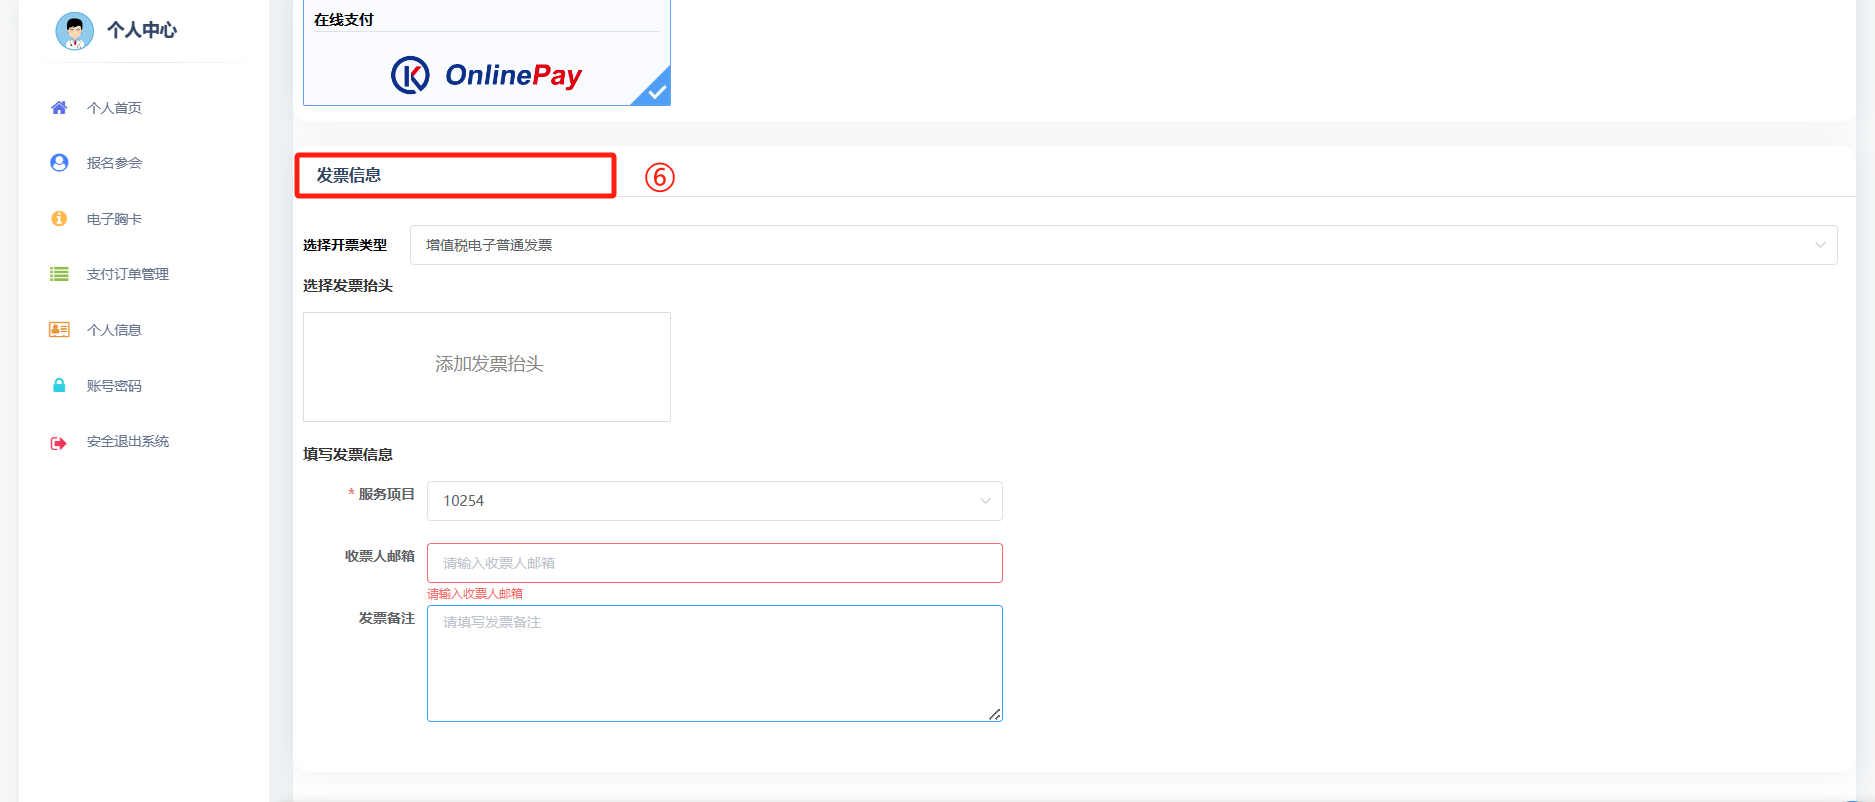 个人中心
个人首页
报名参会
电子胸卡
支付订单管理
个人信息
账号密码
安全退出系统
在线支付
K OnlinePay
发票信息
⑥
选择开票类型 增值税电子普通发票
选择发票抬头
添加发票抬头
填写发票信息
* 服务项目 10254
收票人邮箱 请输入收票人邮箱
请输入收票人邮箱
发票备注 请填写发票备注